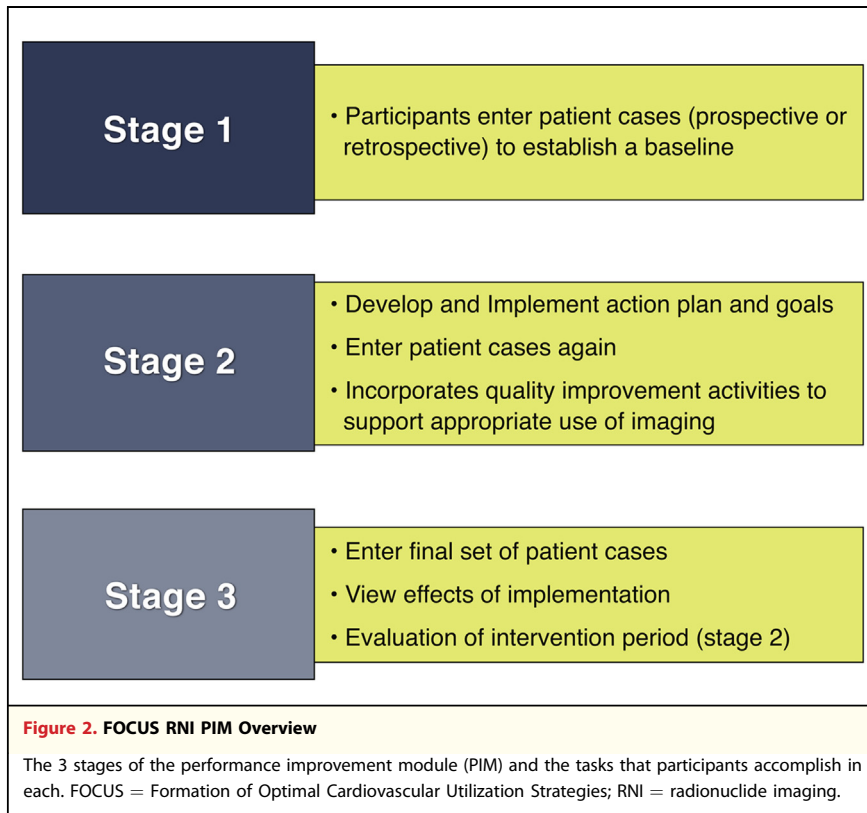 Stage 1
• Participants enter patient cases (prospective or
retrospective) to establish a baseline
Stage 2
• Develop and Implement action plan and goals
• Enter patient cases again
• Incorporates quality improvement activities to
support appropriate use of imaging
Stage 3
• Enter final set of patient cases
• View effects of implementation
• Evaluation of intervention period (stage 2)
Figure 2. FOCUS RNI PIM Overview
The 3 stages of the performance improvement module (PIM) and the tasks that participants accomplish in
each. FOCUS = Formation of Optimal Cardiovascular Utilization Strategies; RNI = radionuclide imaging.